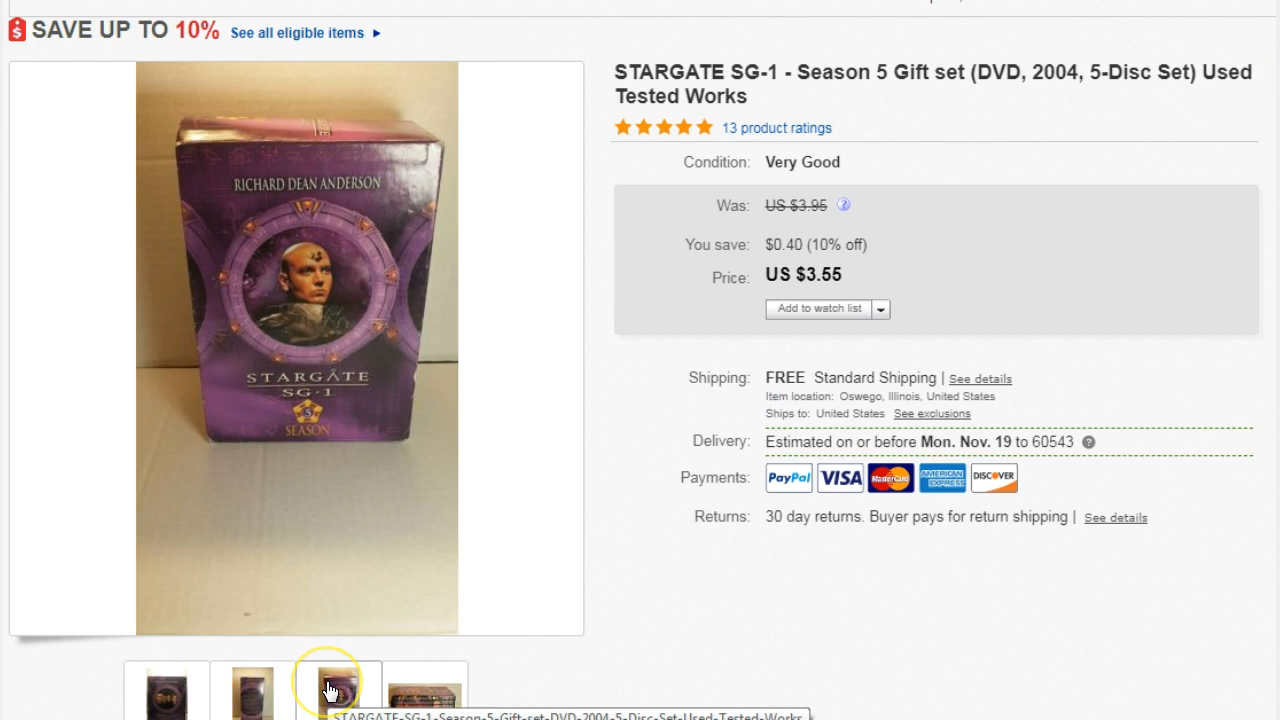 SAVE UP TO 10% See all eligible items
STARGATE SG-1 - Season 5 Gift set (DVD, 2004, 5-Disc Set) Used
Tested Works
13 product ratings
Condition: Very Good
Was: US $3.95
You save: $0.40 (10% off)
Price: US $3.55
Add to watch list
Shipping: FREE Standard Shipping | See details
Item location: Oswego, Illinois, United States
Ships to: United States See exclusions
Delivery: Estimated on or before Mon. Nov. 19 to 60543
Payments: PayPal VISA MasterCard AMERICAN EXPRESS DISCOVER
Returns: 30 day returns. Buyer pays for return shipping | See details
RICHARD DEAN ANDERSON
STARGATE
SG·1
5
SEASON
STARGATE-SG-1-Season-5-Gift-set-DVD-2004-5-Disc-Set-Used-Tested-Works